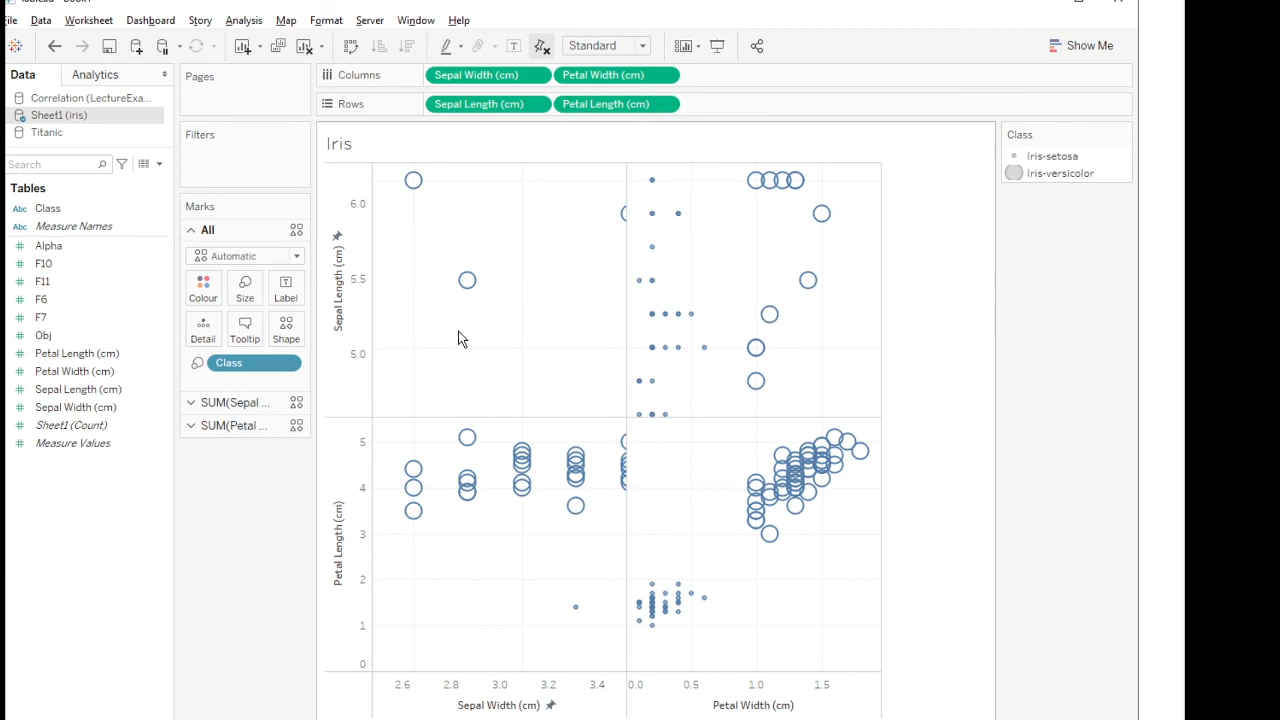 File Data Worksheet Dashboard Story Analysis Map Format Server Window Help
Standard
Show Me
Data Analytics
Pages
Columns
Sepal Width (cm) Petal Width (cm)
Rows
Sepal Length (cm) Petal Length (cm)
Correlation (LectureExa...
Sheet1 (iris)
Titanic
Search
Tables
Abc Class
Abc Measure Names
Alpha
F10
F11
F6
F7
Obj
Petal Length (cm)
Petal Width (cm)
Sepal Length (cm)
Sepal Width (cm)
Sheet1 (Count)
Measure Values
Filters
Marks
All
Automatic
Colour Size Label
Detail Tooltip Shape
Class
SUM(Sepal ...
SUM(Petal ...
Iris
Sepal Length (cm)
6.0
5.5
5.0
Petal Length (cm)
5
4
3
2
1
0
2.6 2.8 3.0 3.2 3.4 0.0 0.5 1.0 1.5
Sepal Width (cm) Petal Width (cm)
Class
Iris-setosa
Iris-versicolor